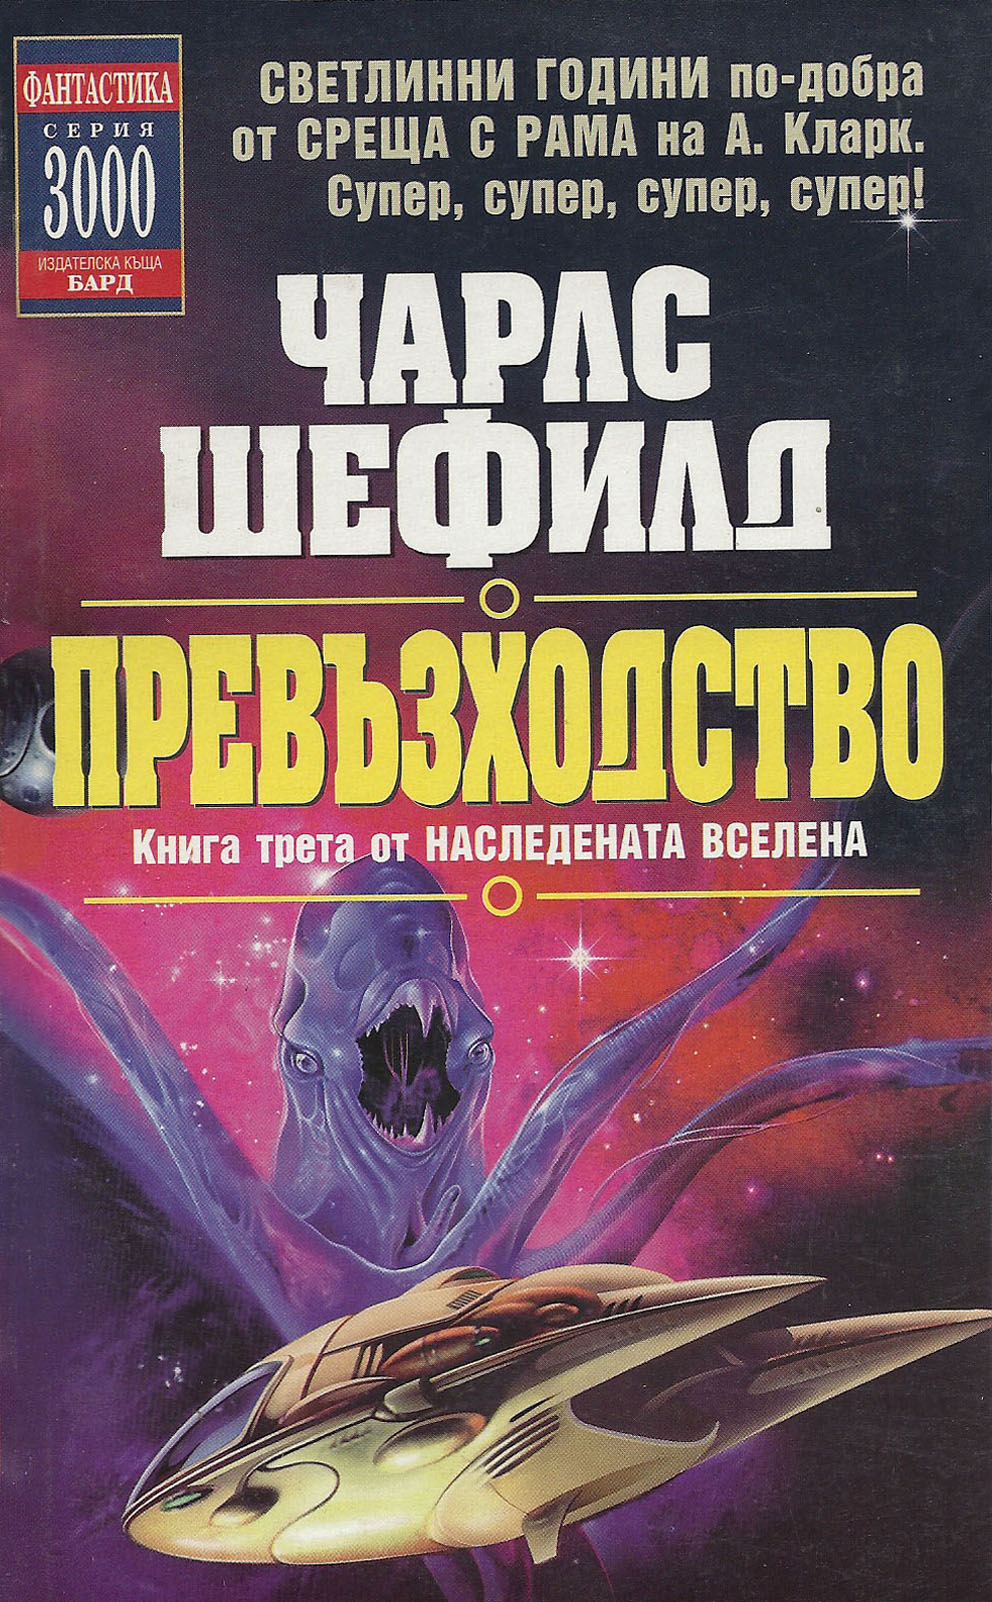 ФАНТАСТИКА
СЕРИЯ
3000
ИЗДАТЕЛСКА КЪЩА
БАРД
СВЕТЛИННИ ГОДИНИ по-добра
от СРЕЩА С РАМА на А. Кларк.
Супер, супер, супер, супер!
ЧАРЛС
ШЕФИЛД
ПРЕВЪЗХОДСТВО
Книга трета от НАСЛЕДЕНАТА ВСЕЛЕНА